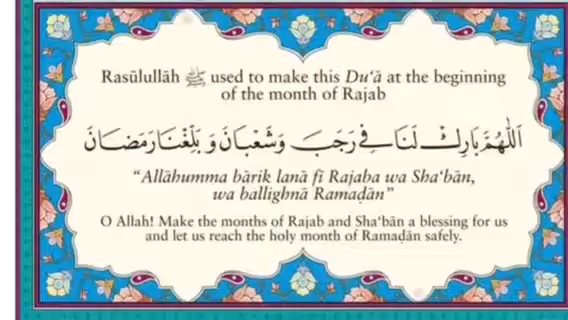 Rasūlullāh ﷺ used to make this Du‘ā at the beginning
of the month of Rajab
اَللّٰهُمَّ بَارِكْ لَنَا فِي رَجَبَ وَشَعْبَانَ وَبَلِّغْنَا رَمَضَانَ
“Allāhumma bārik lanā fī Rajaba wa Sha‘bān,
wa ballighnā Ramaḍān”
O Allah! Make the months of Rajab and Sha‘bān a blessing for us
and let us reach the holy month of Ramaḍān safely.